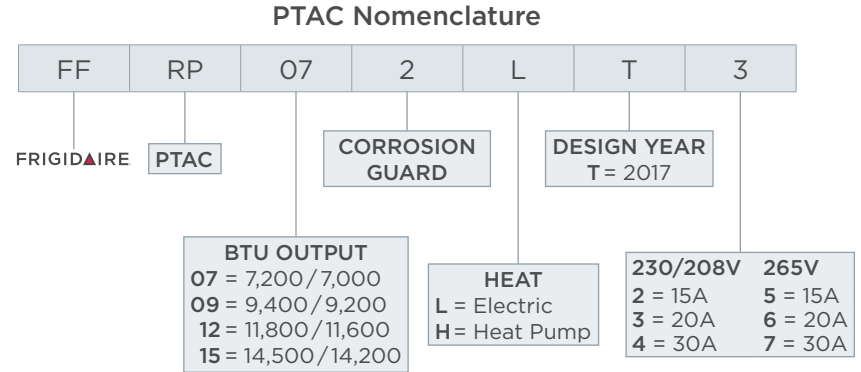 PTAC Nomenclature
FF RP 07 2 L T 3
FRIGIDAIRE
PTAC
CORROSION
GUARD
DESIGN YEAR
T = 2017
BTU OUTPUT
07 = 7,200/7,000
09 = 9,400/9,200
12 = 11,800/11,600
15 = 14,500/14,200
HEAT
L = Electric
H = Heat Pump
230/208V 265V
2 = 15A 5 = 15A
3 = 20A 6 = 20A
4 = 30A 7 = 30A